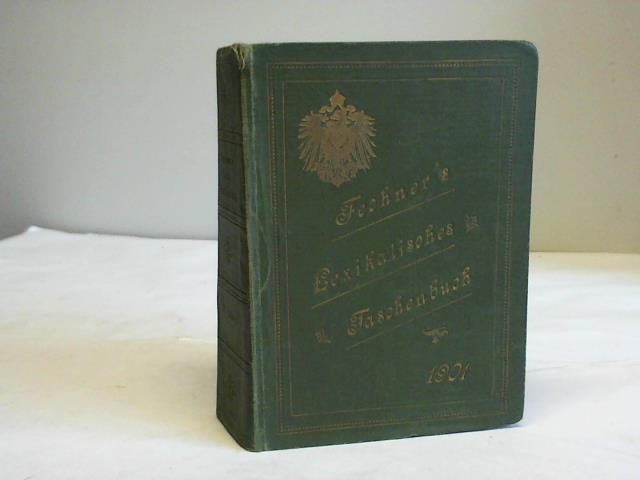 Fechner's
Lexikalisches
Taschenbuch
1901